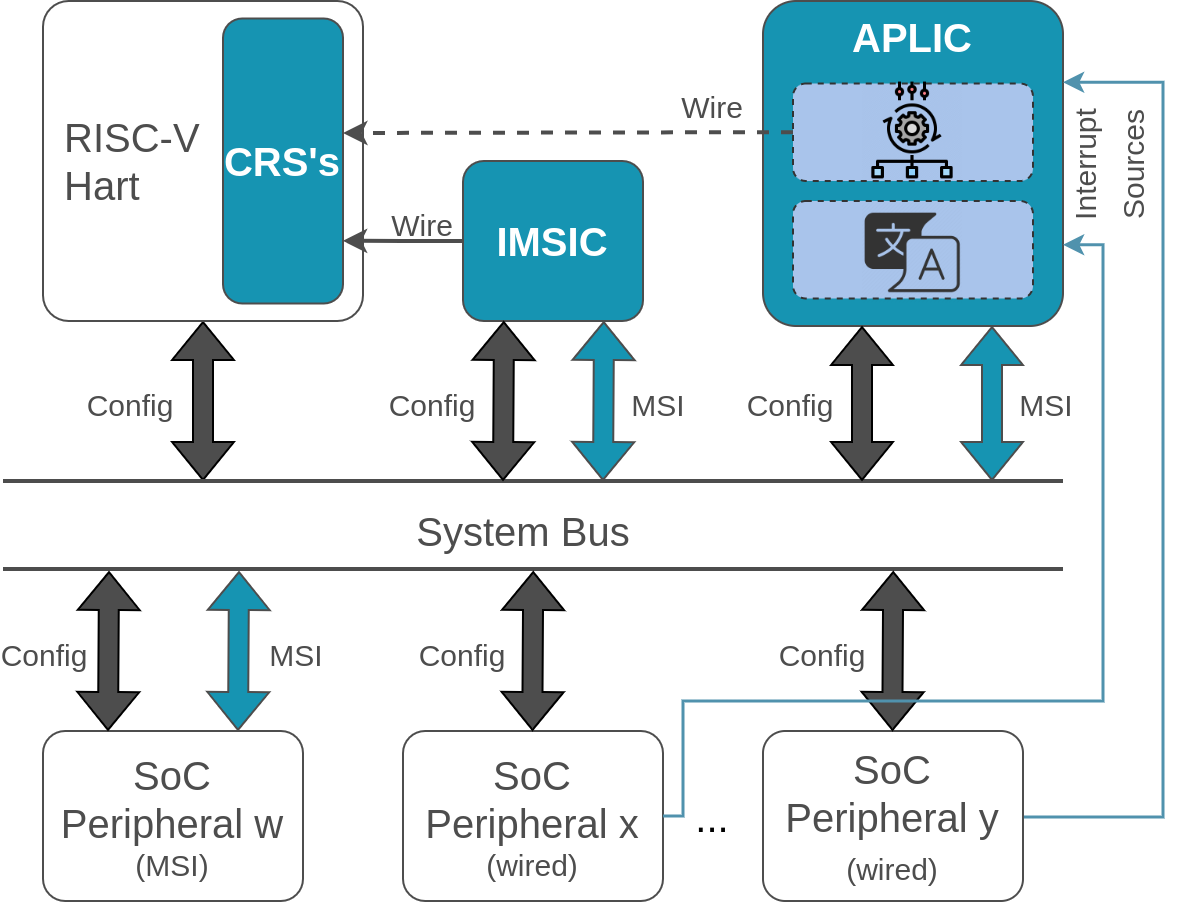 RISC-V
Hart
CRS's
Wire
Wire
IMSIC
APLIC
文
A
Interrupt
Sources
Config
Config
MSI
Config
MSI
System Bus
Config
MSI
Config
Config
SoC
Peripheral w
(MSI)
SoC
Peripheral x
(wired)
...
SoC
Peripheral y
(wired)